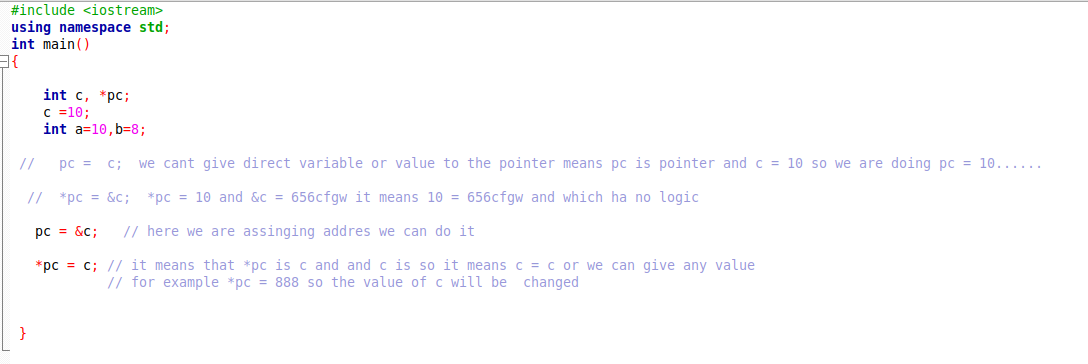 #include <iostream>
using namespace std;
int main()
{
int c, *pc;
c =10;
int a=10,b=8;
//   pc =  c;  we cant give direct variable or value to the pointer means pc is pointer and c = 10 so we are doing pc = 10......
//  *pc = &c;  *pc = 10 and &c = 656cfgw it means 10 = 656cfgw and which ha no logic
pc = &c;   // here we are assinging addres we can do it
*pc = c; // it means that *pc is c and and c is so it means c = c or we can give any value
// for example *pc = 888 so the value of c will be  changed
}